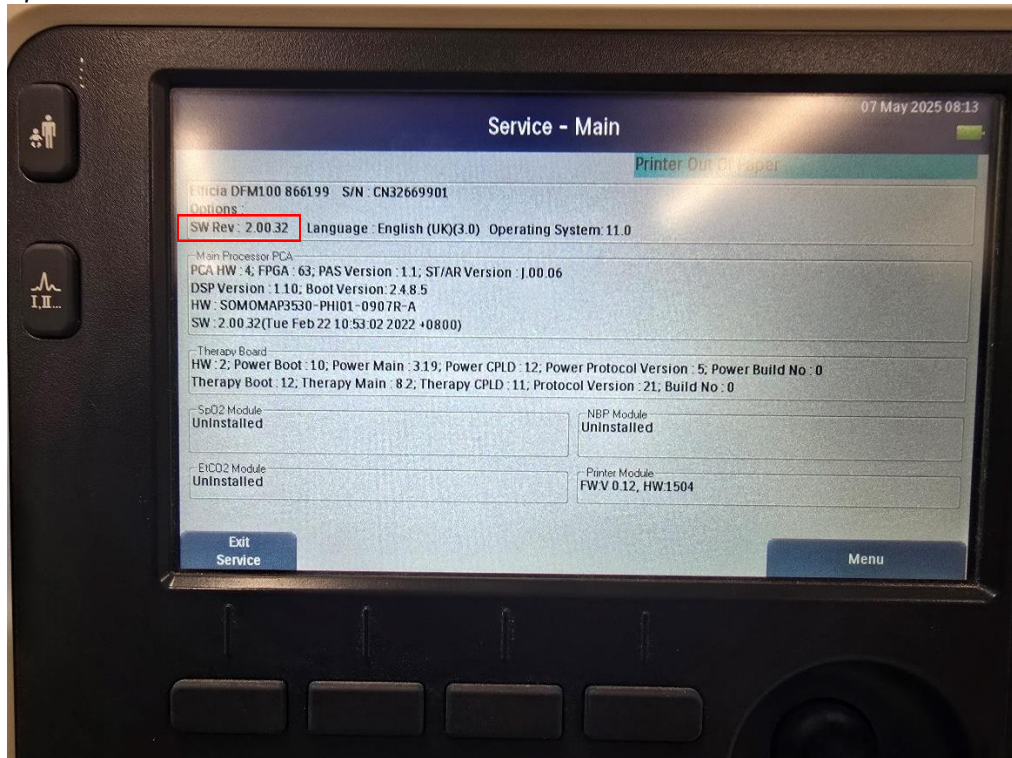 07 May 2025 08:13
Service - Main
Printer Out Of Paper
Efficia DFM100 866199 S/N : CN32669901
Options :
SW Rev : 2.00.32 Language : English (UK)(3.0) Operating System: 11.0
Main Processor PCA
PCA HW : 4; FPGA : 63; PAS Version : 1.1; ST/AR Version : J.00.06
DSP Version : 1.10; Boot Version: 2.4.8.5
HW : SOMOMAP3530-PHI01-0907R-A
SW : 2.00.32(Tue Feb 22 10:53:02 2022 +0800)
Therapy Board
HW : 2; Power Boot : 10; Power Main : 3.19; Power CPLD : 12; Power Protocol Version : 5; Power Build No : 0
Therapy Boot : 12; Therapy Main : 8.2; Therapy CPLD : 11; Protocol Version : 21; Build No : 0
SpO2 Module
Uninstalled
NBP Module
Uninstalled
EtCO2 Module
Uninstalled
Printer Module
FW:V 0.12, HW:1504
Exit
Service
Menu
I,II...